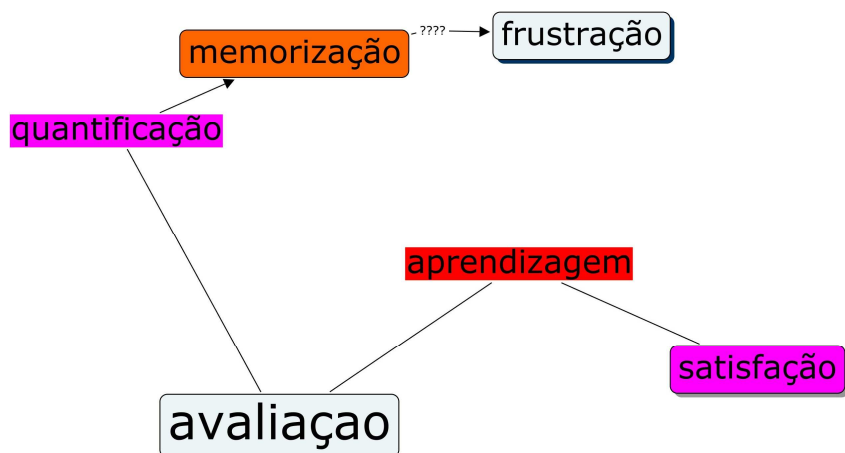 frustração
????
memorização
quantificação
aprendizagem
satisfação
avaliaçao